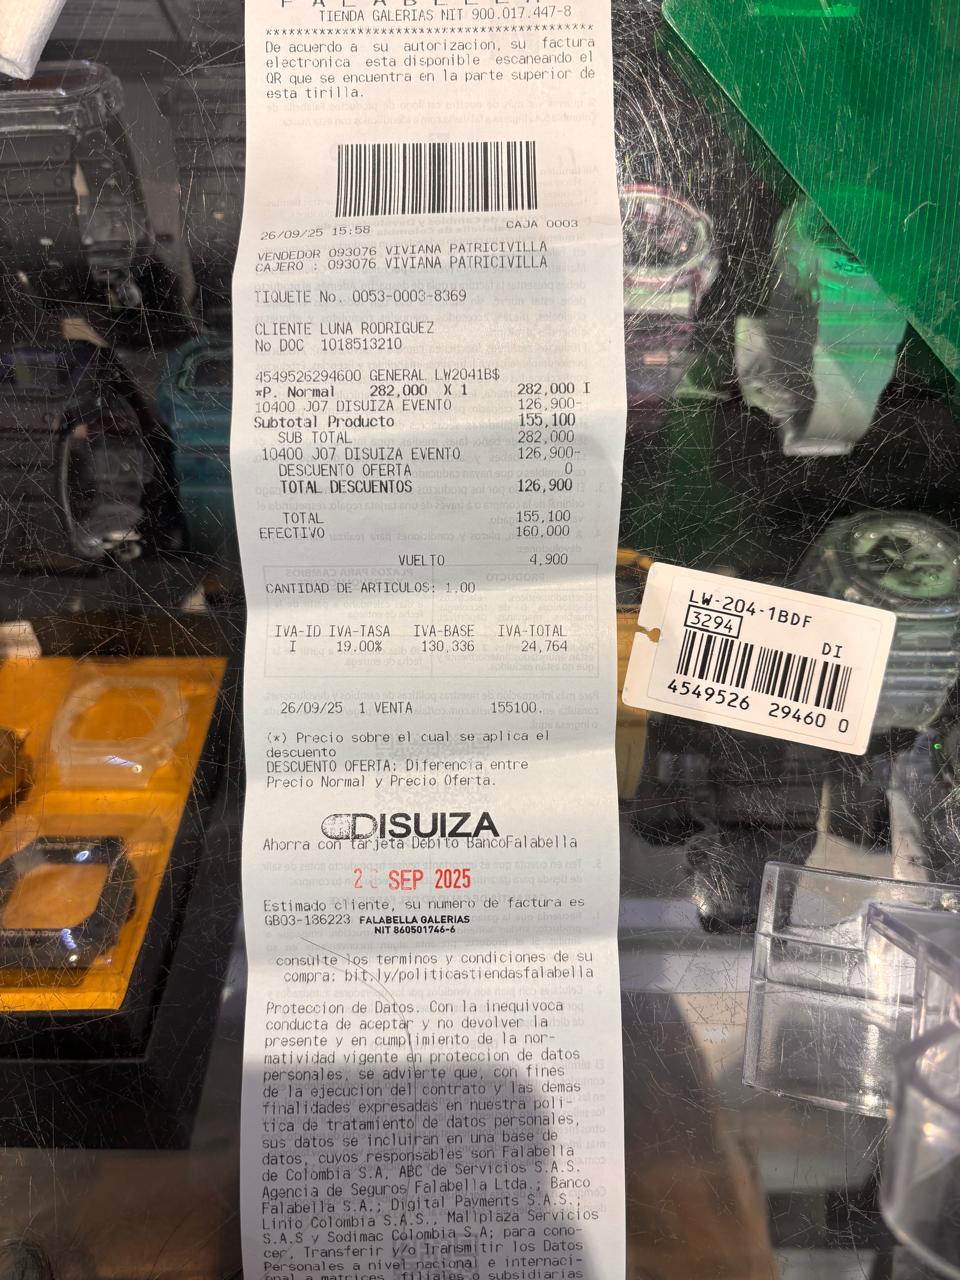 FALABELLA
TIENDA GALERIAS NIT 900.017.447-8
****************************************
De acuerdo a su autorizacion, su factura
electronica esta disponible escaneando el
QR que se encuentra en la parte superior de
esta tirilla.
26/09/25 15:58 CAJA 0003
VENDEDOR 093076 VIVIANA PATRICIVILLA
CAJERO : 093076 VIVIANA PATRICIVILLA
TIQUETE No. 0053-0003-8369
CLIENTE LUNA RODRIGUEZ
No DOC 1018513210
4549526294600 GENERAL LW2041B$
*P. Normal 282,000 X 1 282,000 I
10400 J07 DISUIZA EVENTO 126,900-
Subtotal Producto 155,100
SUB TOTAL 282,000
10400 J07 DISUIZA EVENTO 126,900-
DESCUENTO OFERTA 0
TOTAL DESCUENTOS 126,900
TOTAL 155,100
EFECTIVO 160,000
VUELTO 4,900
CANTIDAD DE ARTICULOS: 1.00
IVA-ID IVA-TASA IVA-BASE IVA-TOTAL
I 19.00% 130,336 24,764
26/09/25 1 VENTA 155100.
(*) Precio sobre el cual se aplica el
descuento
DESCUENTO OFERTA: Diferencia entre
Precio Normal y Precio Oferta.
DISUIZA
Ahorra con tarjeta Debito BancoFalabella
SEP 2025
Estimado cliente, su numero de factura es
GB03-136223 FALABELLA GALERIAS
NIT 860501746-6
consulte los terminos y condiciones de su
compra: bit.ly/politicastiendasfalabella
Proteccion de Datos. Con la inequivoca
conducta de aceptar y no devolver la
presente y en cumplimiento de la nor-
matividad vigente en proteccion de datos
personales, se advierte que, con fines
de la ejecucion del contrato y las demas
finalidades expresadas en nuestra poli-
tica de tratamiento de datos personales,
sus datos se incluiran en una base de
datos, cuyos responsables son Falabella
de Colombia S.A, ABC de Servicios S.A.S.
Agencia de Seguros Falabella Ltda.; Banco
Falabella S.A.; Digital Payments S.A.S.;
Linio Colombia S.A.S., Mallplaza Servicios
S.A.S y Sodimac Colombia S.A; para cono-
cer, Transferir y/o Transmitir los Datos
Personales a nivel nacional e internaci-
onal a matrices, filiales o subsidiarias
LW-204-1BDF
3294
DI
4549526 29460 0